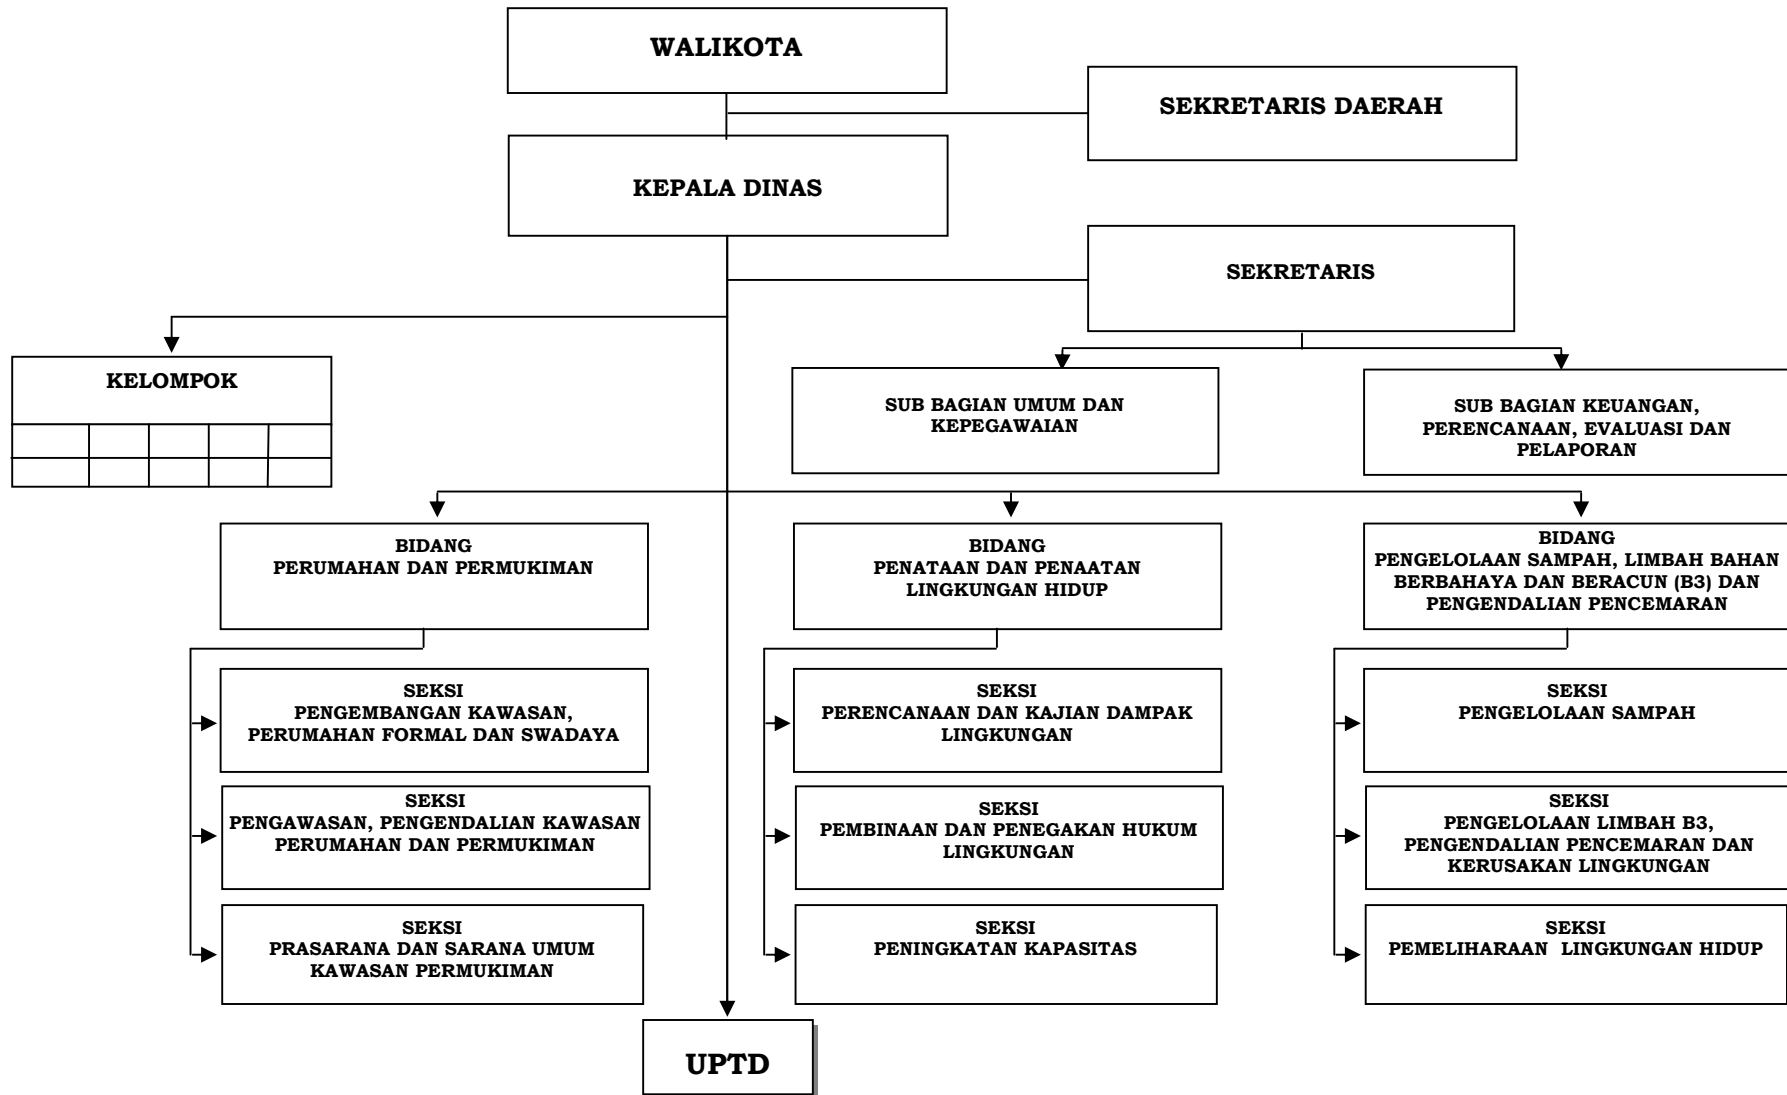 WALIKOTA
SEKRETARIS DAERAH
KEPALA DINAS
SEKRETARIS
KELOMPOK
SUB BAGIAN UMUM DAN
KEPEGAWAIAN
SUB BAGIAN KEUANGAN,
PERENCANAAN, EVALUASI DAN
PELAPORAN
BIDANG
PERUMAHAN DAN PERMUKIMAN
BIDANG
PENATAAN DAN PENAATAN
LINGKUNGAN HIDUP
BIDANG
PENGELOLAAN SAMPAH, LIMBAH BAHAN
BERBAHAYA DAN BERACUN (B3) DAN
PENGENDALIAN PENCEMARAN
SEKSI
PENGEMBANGAN KAWASAN,
PERUMAHAN FORMAL DAN SWADAYA
SEKSI
PERENCANAAN DAN KAJIAN DAMPAK
LINGKUNGAN
SEKSI
PENGELOLAAN SAMPAH
SEKSI
PENGAWASAN, PENGENDALIAN KAWASAN
PERUMAHAN DAN PERMUKIMAN
SEKSI
PEMBINAAN DAN PENEGAKAN HUKUM
LINGKUNGAN
SEKSI
PENGELOLAAN LIMBAH B3,
PENGENDALIAN PENCEMARAN DAN
KERUSAKAN LINGKUNGAN
SEKSI
PRASARANA DAN SARANA UMUM
KAWASAN PERMUKIMAN
SEKSI
PENINGKATAN KAPASITAS
SEKSI
PEMELIHARAAN  LINGKUNGAN HIDUP
UPTD